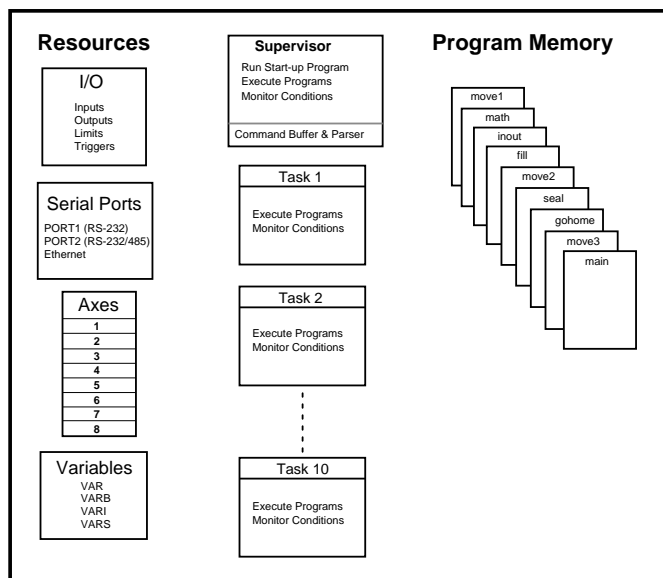 Resources
I/O
Inputs
Outputs
Limits
Triggers
Serial Ports
PORT1 (RS-232)
PORT2 (RS-232/485)
Ethernet
Axes
1
2
3
4
5
6
7
8
Variables
VAR
VARB
VARI
VARS
Supervisor
Run Start-up Program
Execute Programs
Monitor Conditions
Command Buffer & Parser
Task 1
Execute Programs
Monitor Conditions
Task 2
Execute Programs
Monitor Conditions
Task 10
Execute Programs
Monitor Conditions
Program Memory
move1
math
inout
fill
move2
seal
gohome
move3
main